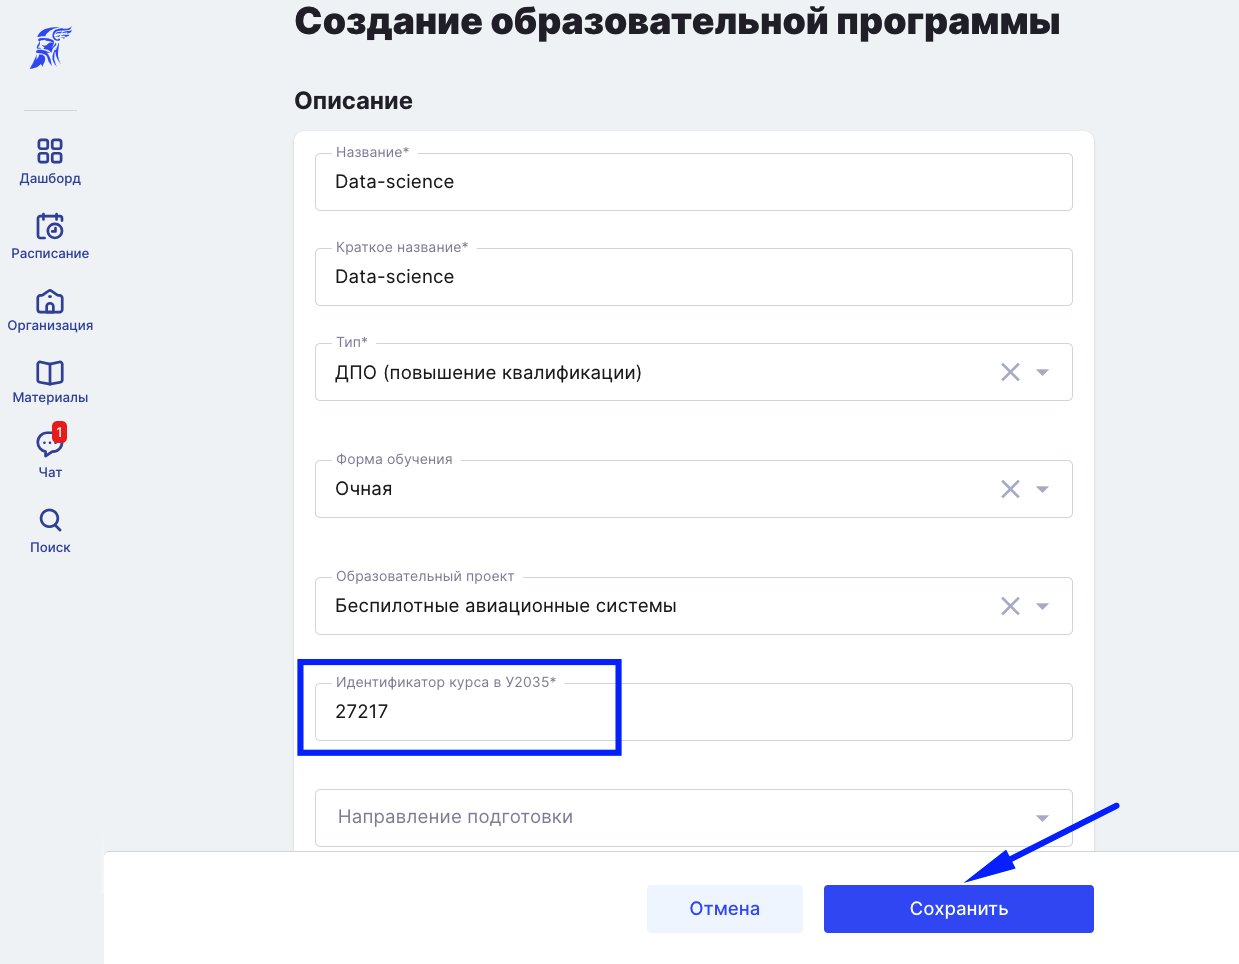 Создание образовательной программы
Описание
Название*
Data-science
Краткое название*
Data-science
Тип*
ДПО (повышение квалификации)
Форма обучения
Очная
Образовательный проект
Беспилотные авиационные системы
Идентификатор курса в У2035*
27217
Направление подготовки
Отмена
Сохранить
Дашборд
Расписание
Организация
Материалы
1
Чат
Поиск